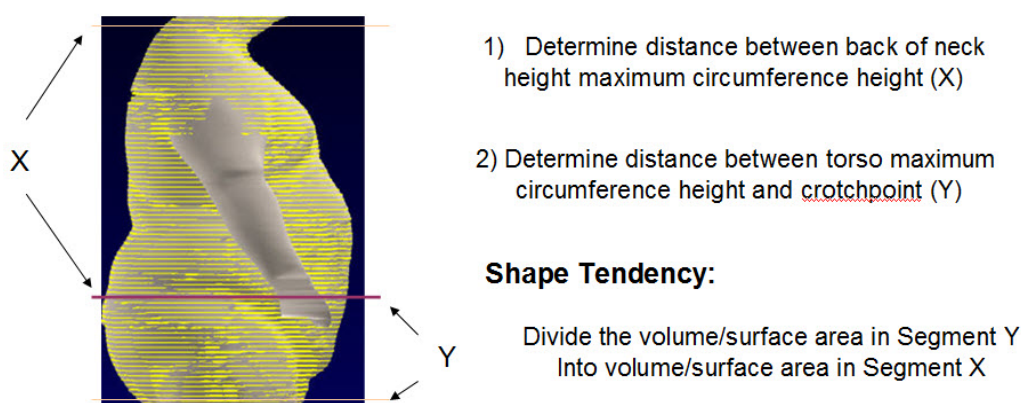 1) Determine distance between back of neck
height maximum circumference height (X)
X
2) Determine distance between torso maximum
circumference height and crotchpoint (Y)
Shape Tendency:
Divide the volume/surface area in Segment Y
Into volume/surface area in Segment X
Y